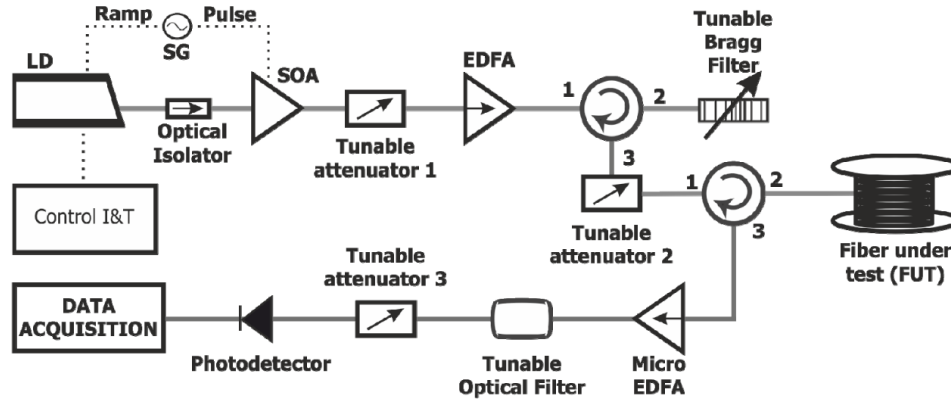 Ramp
Pulse
SG
LD
SOA
EDFA
Tunable
Bragg
Filter
Optical
Isolator
Tunable
attenuator 1
1
2
3
Control I&T
Tunable
attenuator 2
1
2
3
Fiber under
test (FUT)
Tunable
attenuator 3
DATA
ACQUISITION
Photodetector
Tunable
Optical Filter
Micro
EDFA